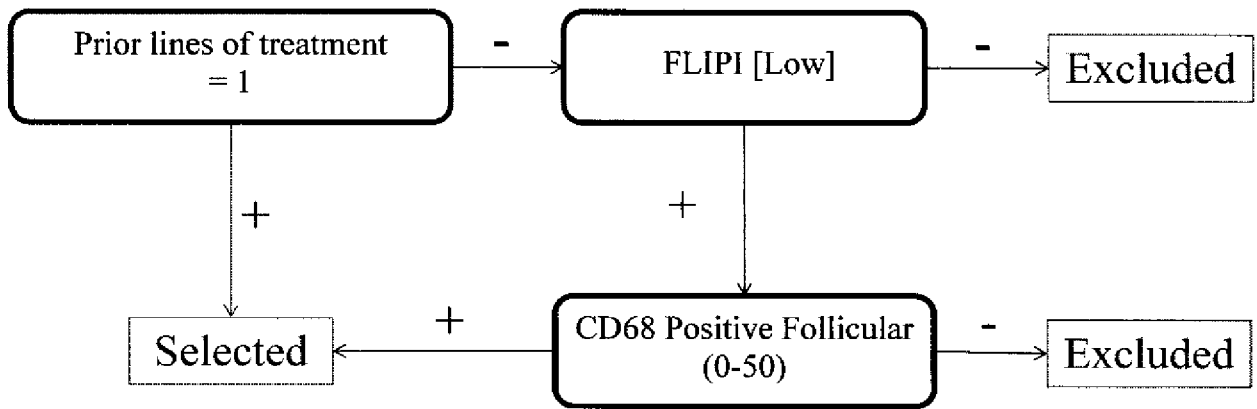 Prior lines of treatment
= 1
-
FLIPI [Low]
-
Excluded
+
+
Selected
+
CD68 Positive Follicular
(0-50)
-
Excluded